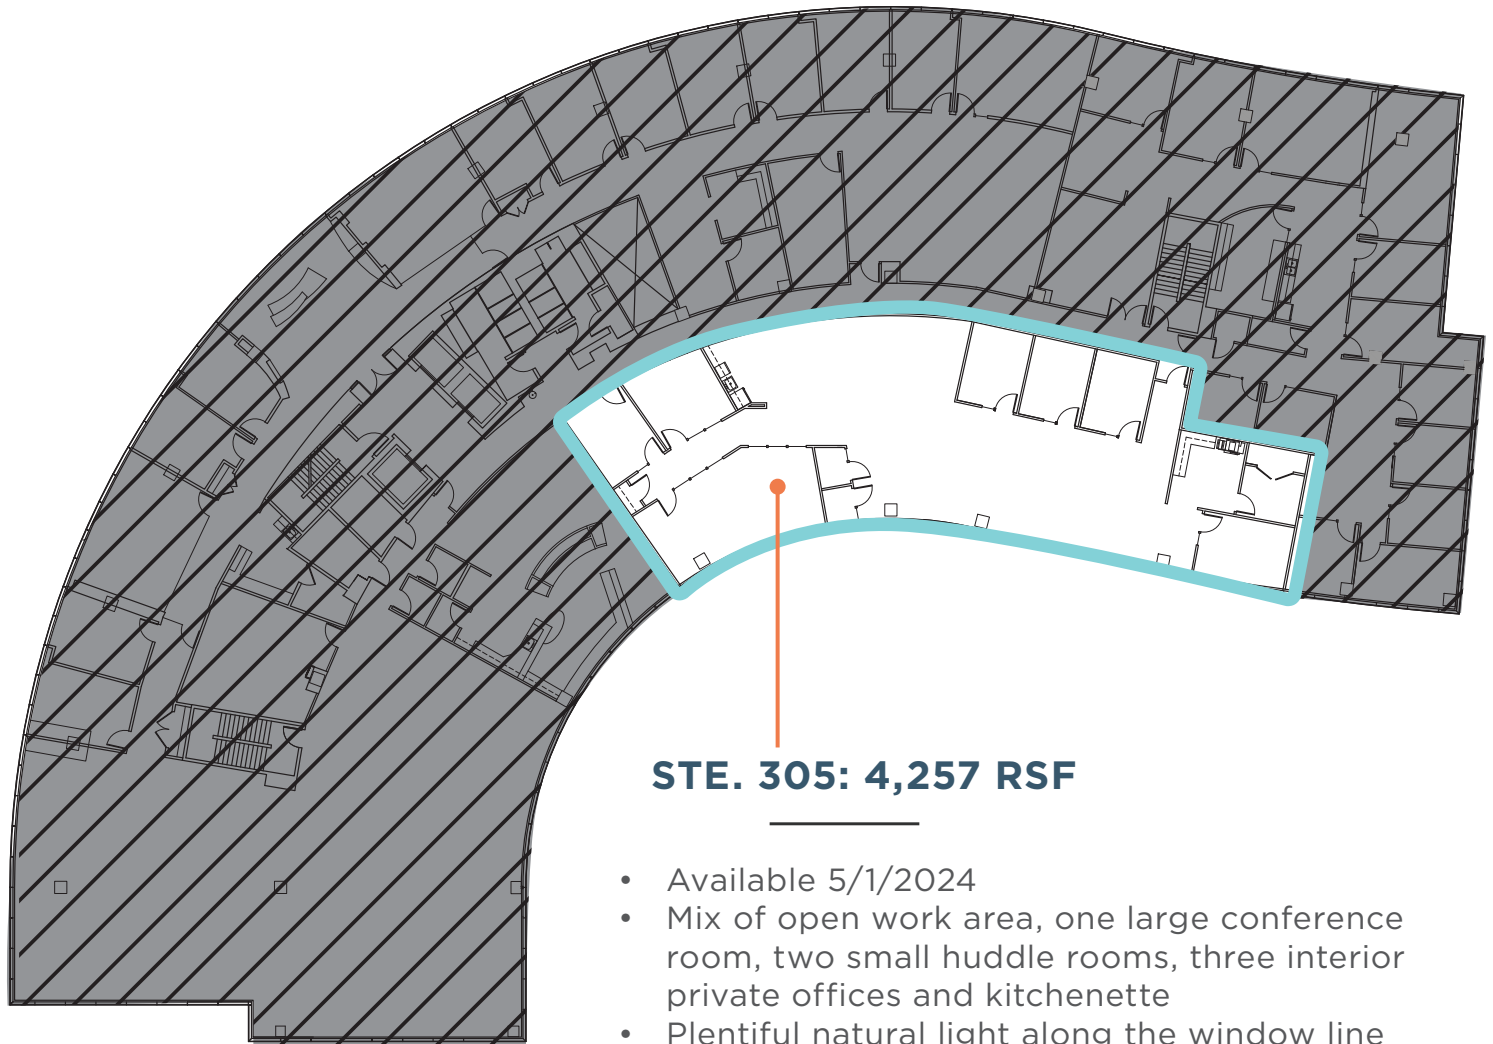 STE. 305: 4,257 RSF
• Available 5/1/2024
• Mix of open work area, one large conference
room, two small huddle rooms, three interior
private offices and kitchenette
• Plentiful natural light along the window line